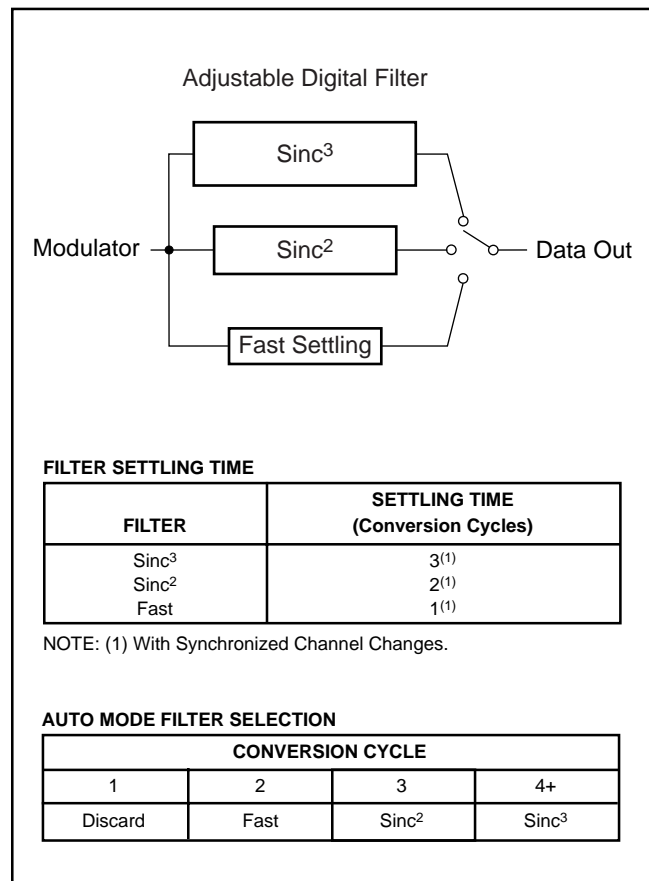 Adjustable Digital Filter
Sinc³
Modulator
Sinc²
Data Out
Fast Settling
FILTER SETTLING TIME
FILTER
SETTLING TIME
(Conversion Cycles)
Sinc³ 3⁽¹⁾
Sinc² 2⁽¹⁾
Fast 1⁽¹⁾
NOTE: (1) With Synchronized Channel Changes.
AUTO MODE FILTER SELECTION
CONVERSION CYCLE
1 2 3 4+
Discard Fast Sinc² Sinc³